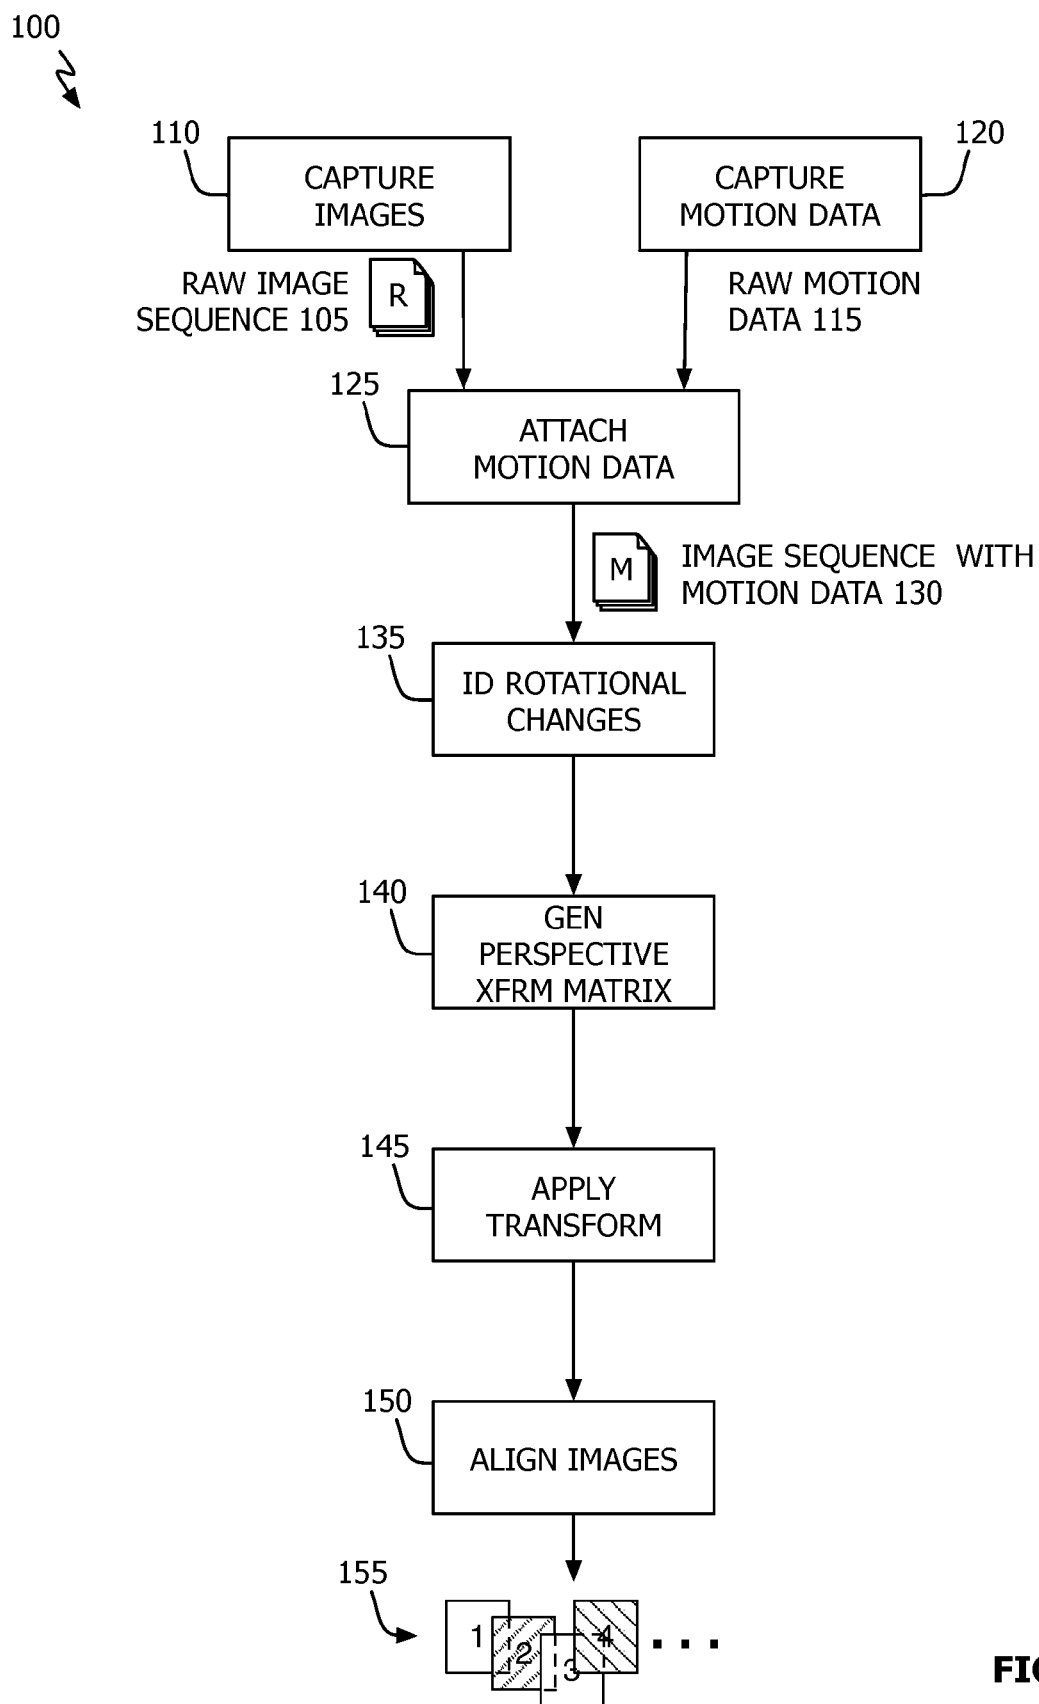 100
110
CAPTURE
IMAGES
CAPTURE
MOTION DATA
120
RAW IMAGE
SEQUENCE 105
R
RAW MOTION
DATA 115
125
ATTACH
MOTION DATA
M
IMAGE SEQUENCE WITH
MOTION DATA 130
135
ID ROTATIONAL
CHANGES
140
GEN
PERSPECTIVE
XFRM MATRIX
145
APPLY
TRANSFORM
150
ALIGN IMAGES
155
1
2
3
4
...